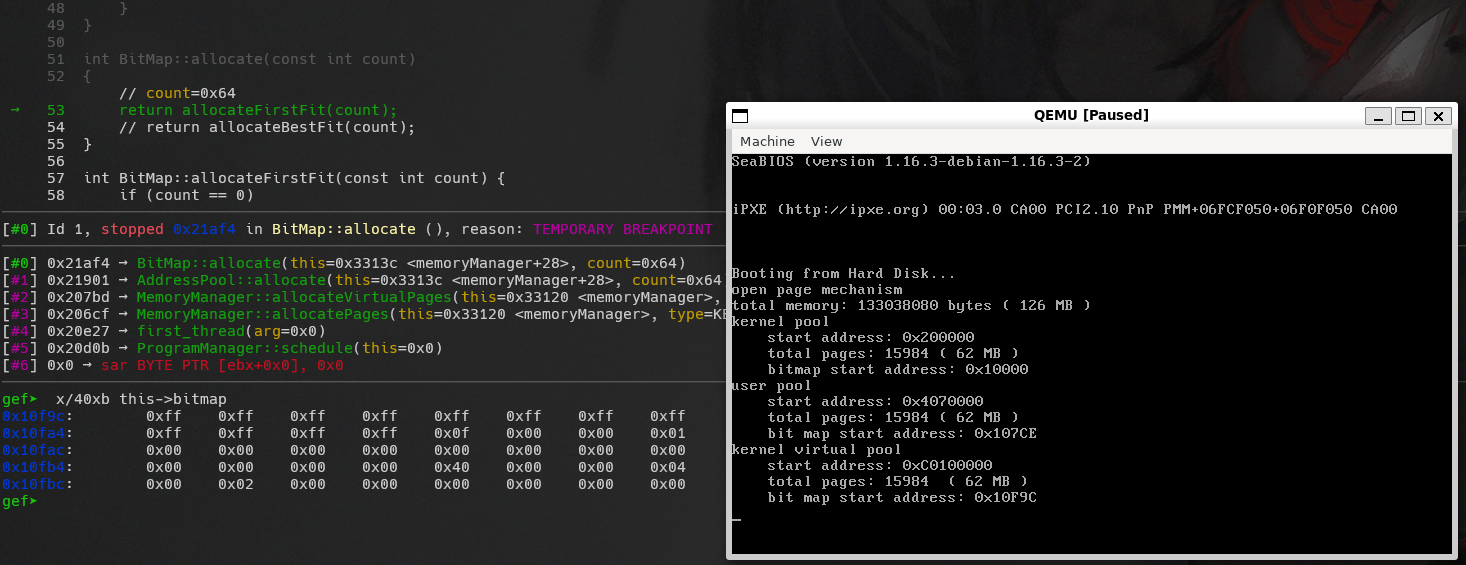 48      }
49  }
50
51  int BitMap::allocate(const int count)
52  {
        // count=0x64
→   53      return allocateFirstFit(count);
54      // return allocateBestFit(count);
55  }
56
57  int BitMap::allocateFirstFit(const int count) {
58      if (count == 0)
[#0] Id 1, stopped 0x21af4 in BitMap::allocate (), reason: TEMPORARY BREAKPOINT
[#0] 0x21af4 → BitMap::allocate(this=0x3313c <memoryManager+28>, count=0x64)
[#1] 0x21901 → AddressPool::allocate(this=0x3313c <memoryManager+28>, count=0x64
[#2] 0x207bd → MemoryManager::allocateVirtualPages(this=0x33120 <memoryManager>,
[#3] 0x206cf → MemoryManager::allocatePages(this=0x33120 <memoryManager>, type=KE
[#4] 0x20e27 → first_thread(arg=0x0)
[#5] 0x20d0b → ProgramManager::schedule(this=0x0)
[#6] 0x0 → sar BYTE PTR [ebx+0x0], 0x0
gef➤  x/40xb this->bitmap
0x10f9c:        0xff    0xff    0xff    0xff    0xff    0xff    0xff    0xff
0x10fa4:        0xff    0xff    0xff    0xff    0x0f    0x00    0x00    0x01
0x10fac:        0x00    0x00    0x00    0x00    0x00    0x00    0x00    0x00
0x10fb4:        0x00    0x00    0x00    0x00    0x40    0x00    0x00    0x04
0x10fbc:        0x00    0x02    0x00    0x00    0x00    0x00    0x00    0x00
gef➤
QEMU [Paused]
Machine  View
SeaBIOS (version 1.16.3-debian-1.16.3-2)
iPXE (http://ipxe.org) 00:03.0 CA00 PCI2.10 PnP PMM+06FCF050+06F0F050 CA00
Booting from Hard Disk...
open page mechanism
total memory: 133038080 bytes ( 126 MB )
kernel pool
    start address: 0x200000
    total pages: 15984 ( 62 MB )
    bitmap start address: 0x10000
user pool
    start address: 0x4070000
    total pages: 15984 ( 62 MB )
    bit map start address: 0x107CE
kernel virtual pool
    start address: 0xC0100000
    total pages: 15984  ( 62 MB )
    bit map start address: 0x10F9C